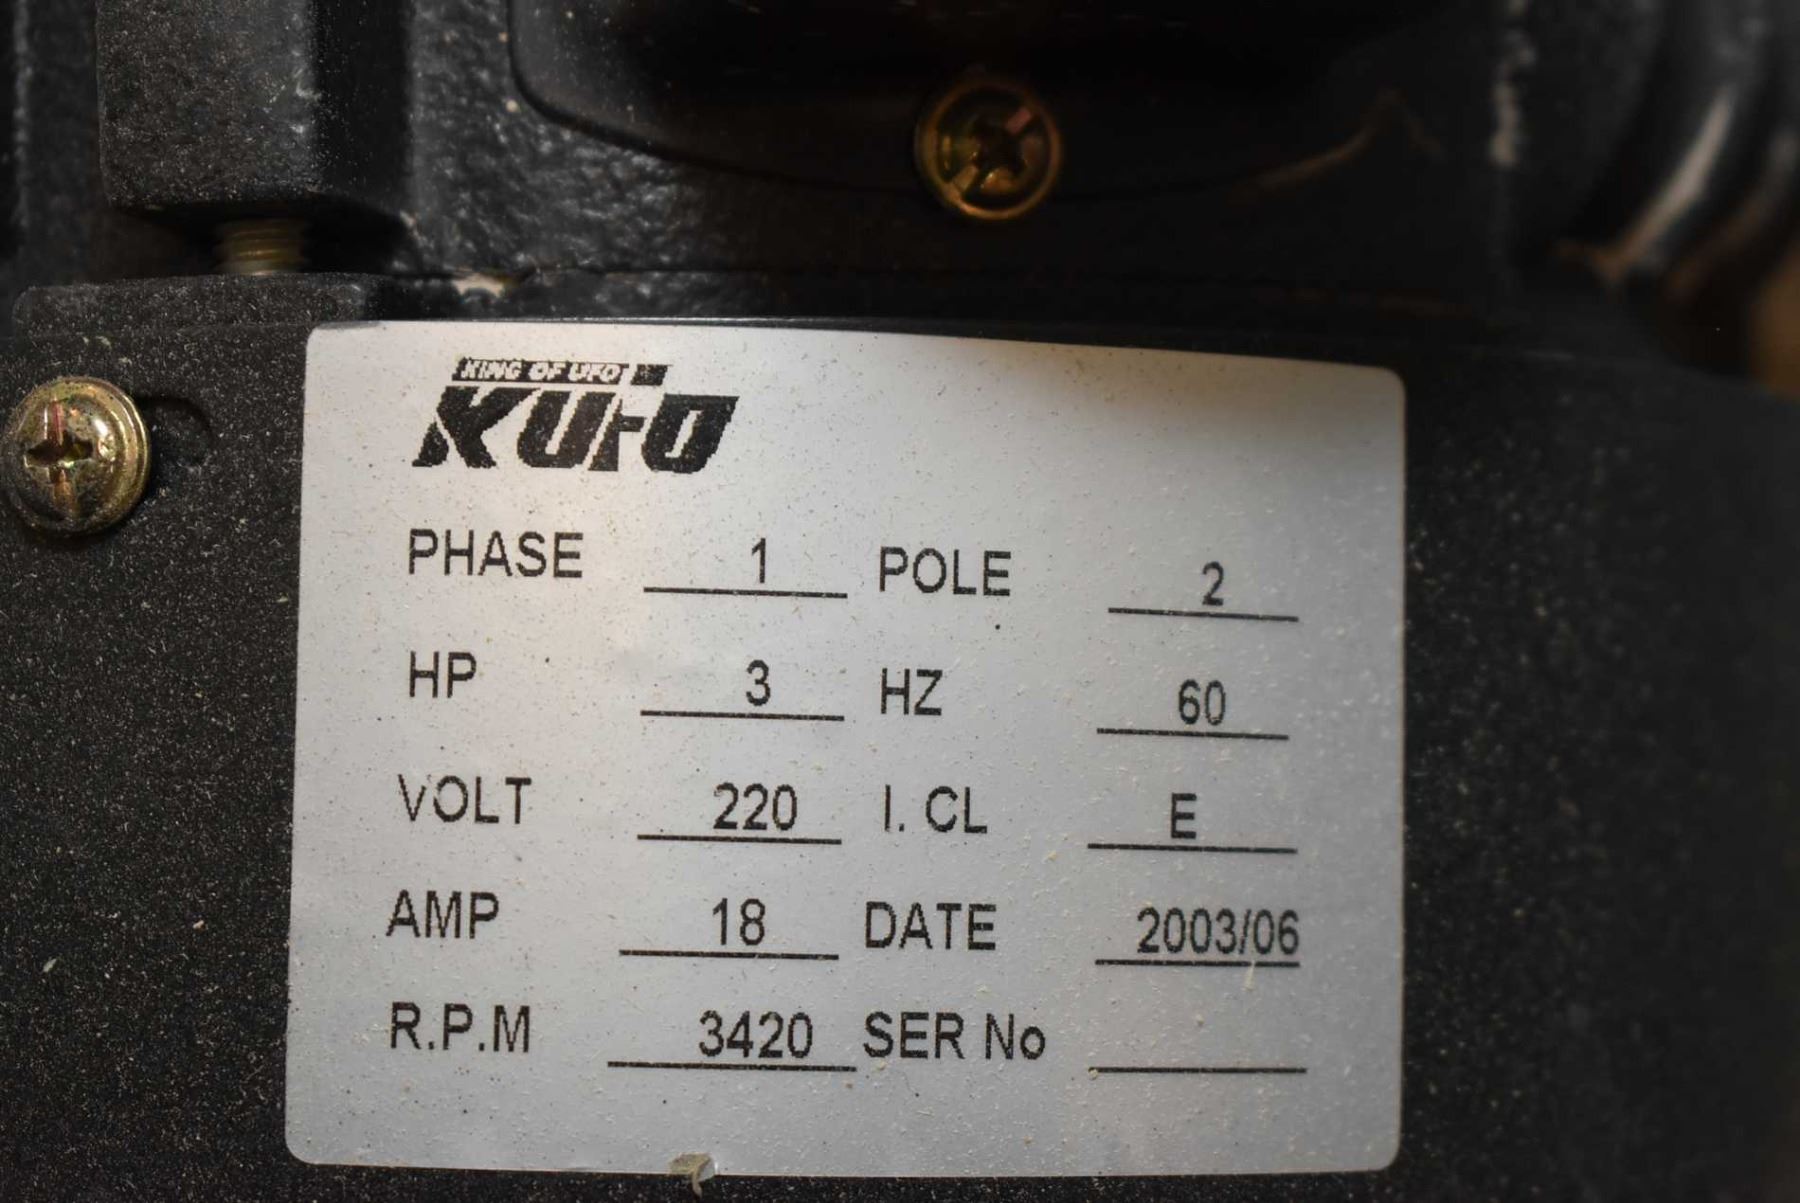 KING OF UFO
KUFO
PHASE 1 POLE 2
HP 3 HZ 60
VOLT 220 I. CL E
AMP 18 DATE 2003/06
R.P.M 3420 SER No